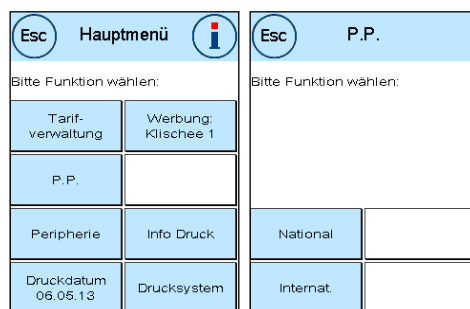 Esc
Hauptmenü
i
Bitte Funktion wählen:
Tarif-
verwaltung
Werbung:
Klischee 1
P.P.
Peripherie
Info Druck
Druckdatum
06.05.13
Drucksystem
Esc
P.P.
Bitte Funktion wählen:
National
Internat.